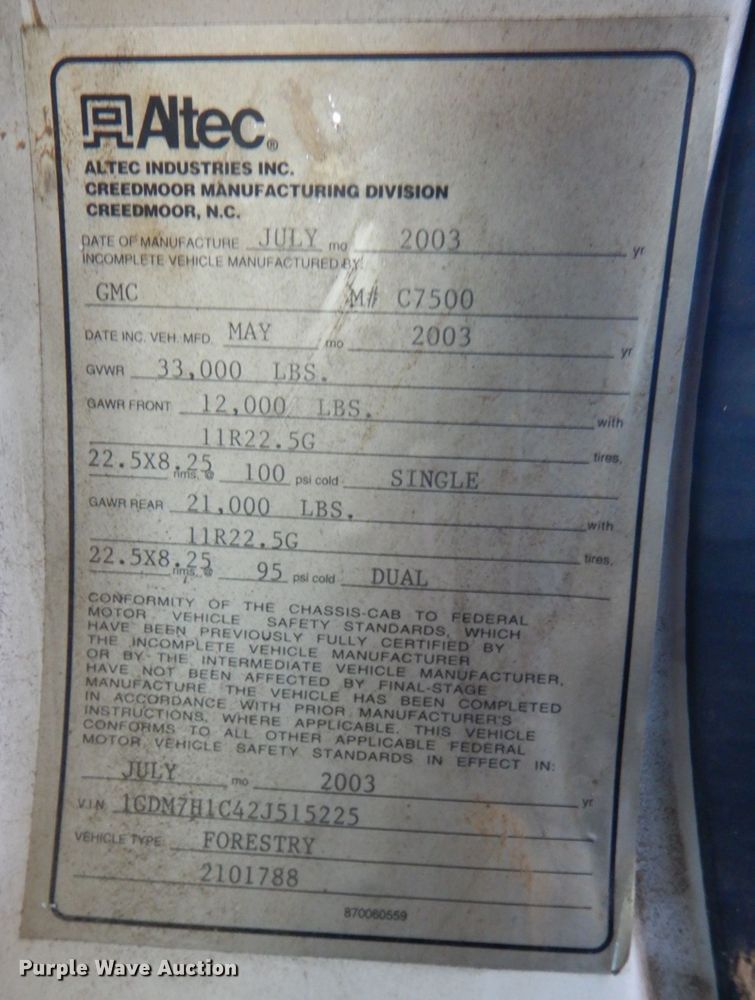 Altec®
ALTEC INDUSTRIES INC.
CREEDMOOR MANUFACTURING DIVISION
CREEDMOOR, N.C.
DATE OF MANUFACTURE JULY mo 2003 yr
INCOMPLETE VEHICLE MANUFACTURED BY:
GMC M# C7500
DATE INC. VEH. MFD. MAY mo 2003 yr
GVWR 33,000 LBS.
GAWR FRONT 12,000 LBS. with
11R22.5G tires,
22.5X8.25 rims, @ 100 psi cold SINGLE
GAWR REAR 21,000 LBS. with
11R22.5G tires,
22.5X8.25 rims, @ 95 psi cold DUAL
CONFORMITY OF THE CHASSIS-CAB TO FEDERAL
MOTOR VEHICLE SAFETY STANDARDS, WHICH
HAVE BEEN PREVIOUSLY FULLY CERTIFIED BY
THE INCOMPLETE VEHICLE MANUFACTURER
OR BY THE INTERMEDIATE VEHICLE MANUFACTURER,
HAVE NOT BEEN AFFECTED BY FINAL-STAGE
MANUFACTURE. THE VEHICLE HAS BEEN COMPLETED
IN ACCORDANCE WITH PRIOR MANUFACTURER'S
INSTRUCTIONS, WHERE APPLICABLE. THIS VEHICLE
CONFORMS TO ALL OTHER APPLICABLE FEDERAL
MOTOR VEHICLE SAFETY STANDARDS IN EFFECT IN:
JULY mo 2003 yr
V.I.N. 1GDM7H1C42J515225
VEHICLE TYPE: FORESTRY
2101788
870060559
Purple Wave Auction